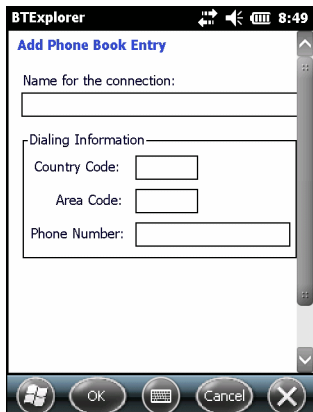 BTExplorer 8:49
Add Phone Book Entry
Name for the connection:
Dialing Information
Country Code:
Area Code:
Phone Number:
OK Cancel